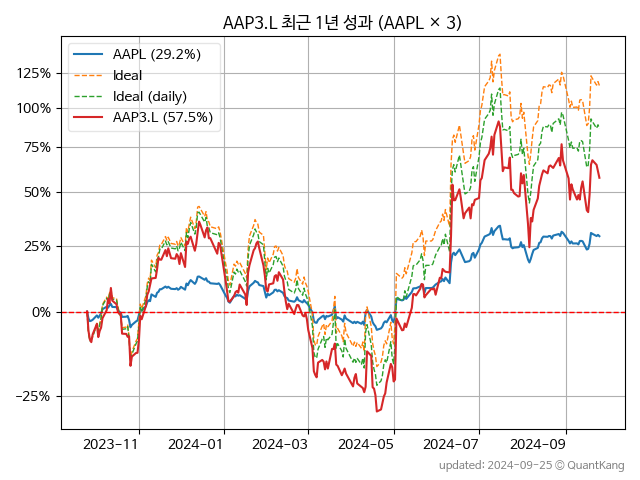 AAP3.L 최근 1년 성과 (AAPL × 3)
AAPL (29.2%)
Ideal
Ideal (daily)
AAP3.L (57.5%)
125%
100%
75%
50%
25%
0%
−25%
2023-11
2024-01
2024-03
2024-05
2024-07
2024-09
updated: 2024-09-25 © QuantKang